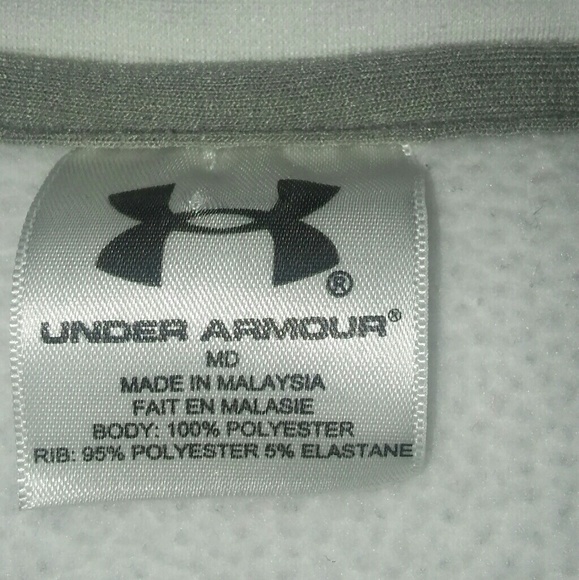 ®
UNDER ARMOUR®
MD
MADE IN MALAYSIA
FAIT EN MALASIE
BODY: 100% POLYESTER
RIB: 95% POLYESTER 5% ELASTANE